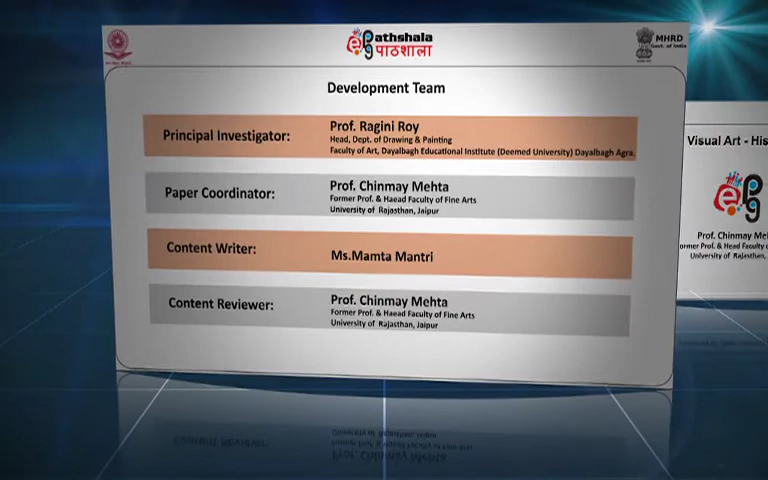 ePg
athshala
पाठशाला
MHRD
Govt. of India
Development Team
Principal Investigator:
Prof. Ragini Roy
Head, Dept. of Drawing & Painting
Faculty of Art, Dayalbagh Educational Institute (Deemed University) Dayalbagh Agra.
Paper Coordinator:
Prof. Chinmay Mehta
Former Prof. & Haead Faculty of Fine Arts
University of Rajasthan, Jaipur
Content Writer:
Ms.Mamta Mantri
Content Reviewer:
Prof. Chinmay Mehta
Former Prof. & Haead Faculty of Fine Arts
University of Rajasthan, Jaipur
Visual Art - His
ePg
Prof. Chinmay Meh
ormer Prof. & Head Faculty
University of Rajasthan,